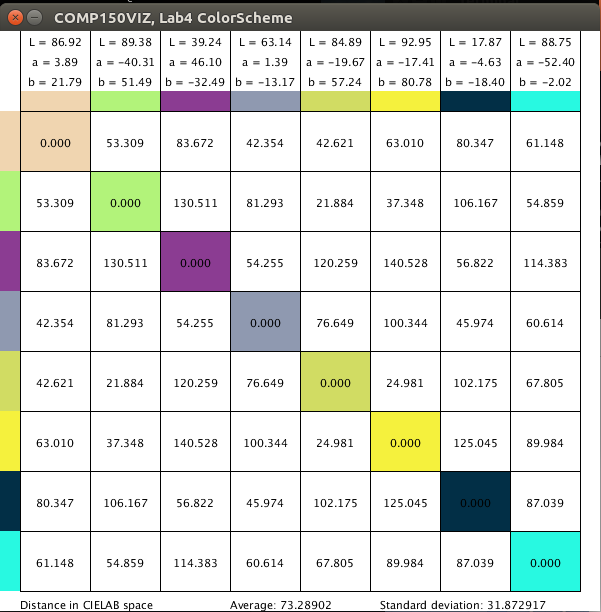 COMP150VIZ, Lab4 ColorScheme
L = 86.92 L = 89.38 L = 39.24 L = 63.14 L = 84.89 L = 92.95 L = 17.87 L = 88.75
a = 3.89 a = −40.31 a = 46.10 a = 1.39 a = −19.67 a = −17.41 a = −4.63 a = −52.40
b = 21.79 b = 51.49 b = −32.49 b = −13.17 b = 57.24 b = 80.78 b = −18.40 b = −2.02
0.000 53.309 83.672 42.354 42.621 63.010 80.347 61.148
53.309 0.000 130.511 81.293 21.884 37.348 106.167 54.859
83.672 130.511 0.000 54.255 120.259 140.528 56.822 114.383
42.354 81.293 54.255 0.000 76.649 100.344 45.974 60.614
42.621 21.884 120.259 76.649 0.000 24.981 102.175 67.805
63.010 37.348 140.528 100.344 24.981 0.000 125.045 89.984
80.347 106.167 56.822 45.974 102.175 125.045 0.000 87.039
61.148 54.859 114.383 60.614 67.805 89.984 87.039 0.000
Distance in CIELAB space Average: 73.28902 Standard deviation: 31.872917